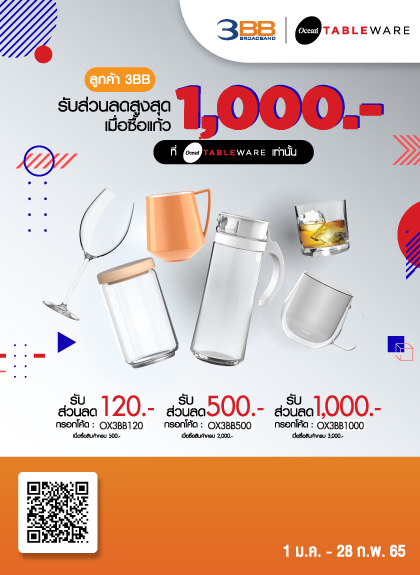 3BB
BROADBAND
Ocean TABLEWARE
ลูกค้า 3BB
รับส่วนลดสูงสุด
เมื่อซื้อแก้ว
1,000.-
ที่ Ocean TABLEWARE เท่านั้น
รับ
ส่วนลด 120.-
กรอกโค้ด : OX3BB120
เมื่อซื้อสินค้าครบ 500.-
รับ
ส่วนลด 500.-
กรอกโค้ด : OX3BB500
เมื่อซื้อสินค้าครบ 2,000.-
รับ
ส่วนลด 1,000.-
กรอกโค้ด : OX3BB1000
เมื่อซื้อสินค้าครบ 3,000.-
1 ม.ค. - 28 ก.พ. 65